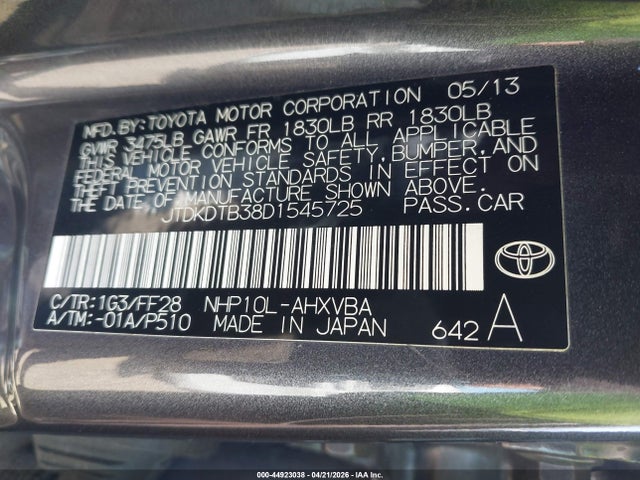 MFD.BY:TOYOTA MOTOR CORPORATION 05/13
GVWR 3475LB GAWR FR 1830LB RR 1830LB
THIS VEHICLE CONFORMS TO ALL APPLICABLE
FEDERAL MOTOR VEHICLE SAFETY,BUMPER,AND
THEFT PREVENTION STANDARDS IN EFFECT ON
THE DATE OF MANUFACTURE SHOWN ABOVE.
JTDKDTB38D1545725 PASS.CAR
C/TR:1G3/FF28 NHP10L-AHXVBA
A/TM:-01A/P510 MADE IN JAPAN 642 A
000-44923038 - 04/21/2026 - IAA Inc.